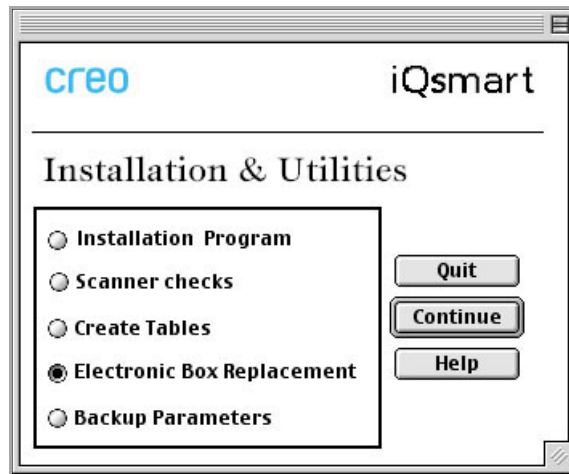 creo iQsmart
Installation & Utilities
Installation Program
Scanner checks
Create Tables
Electronic Box Replacement
Backup Parameters
Quit
Continue
Help